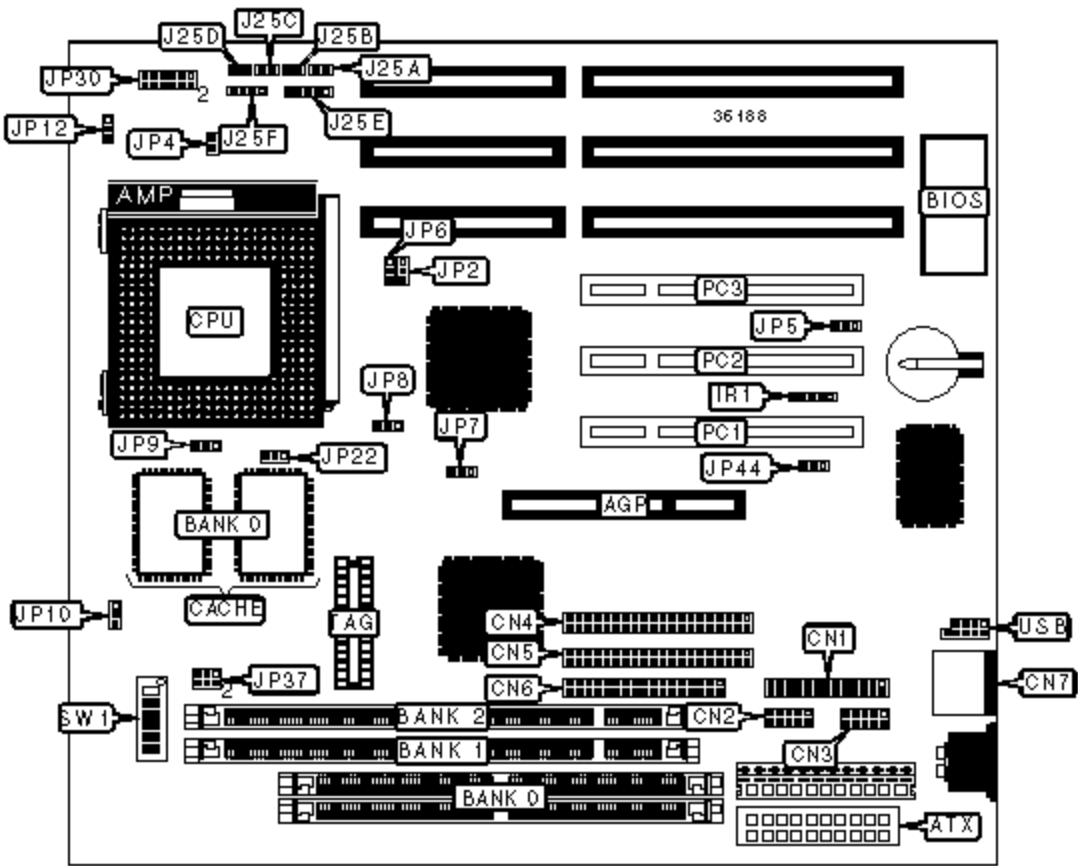 J25C
J25D
J25B
J25A
JP30
2
JP12
JP4
J25F
J25E
36188
AMP
BIOS
JP6
JP2
PC3
CPU
JP5
PC2
JP8
IR1
JP7
PC1
JP9
JP22
JP44
AGP
BANK 0
CACHE
JP10
TAG
CN4
USB
CN1
CN5
JP37
2
CN6
CN7
SW1
BANK 2
CN2
BANK 1
CN3
BANK 0
ATX